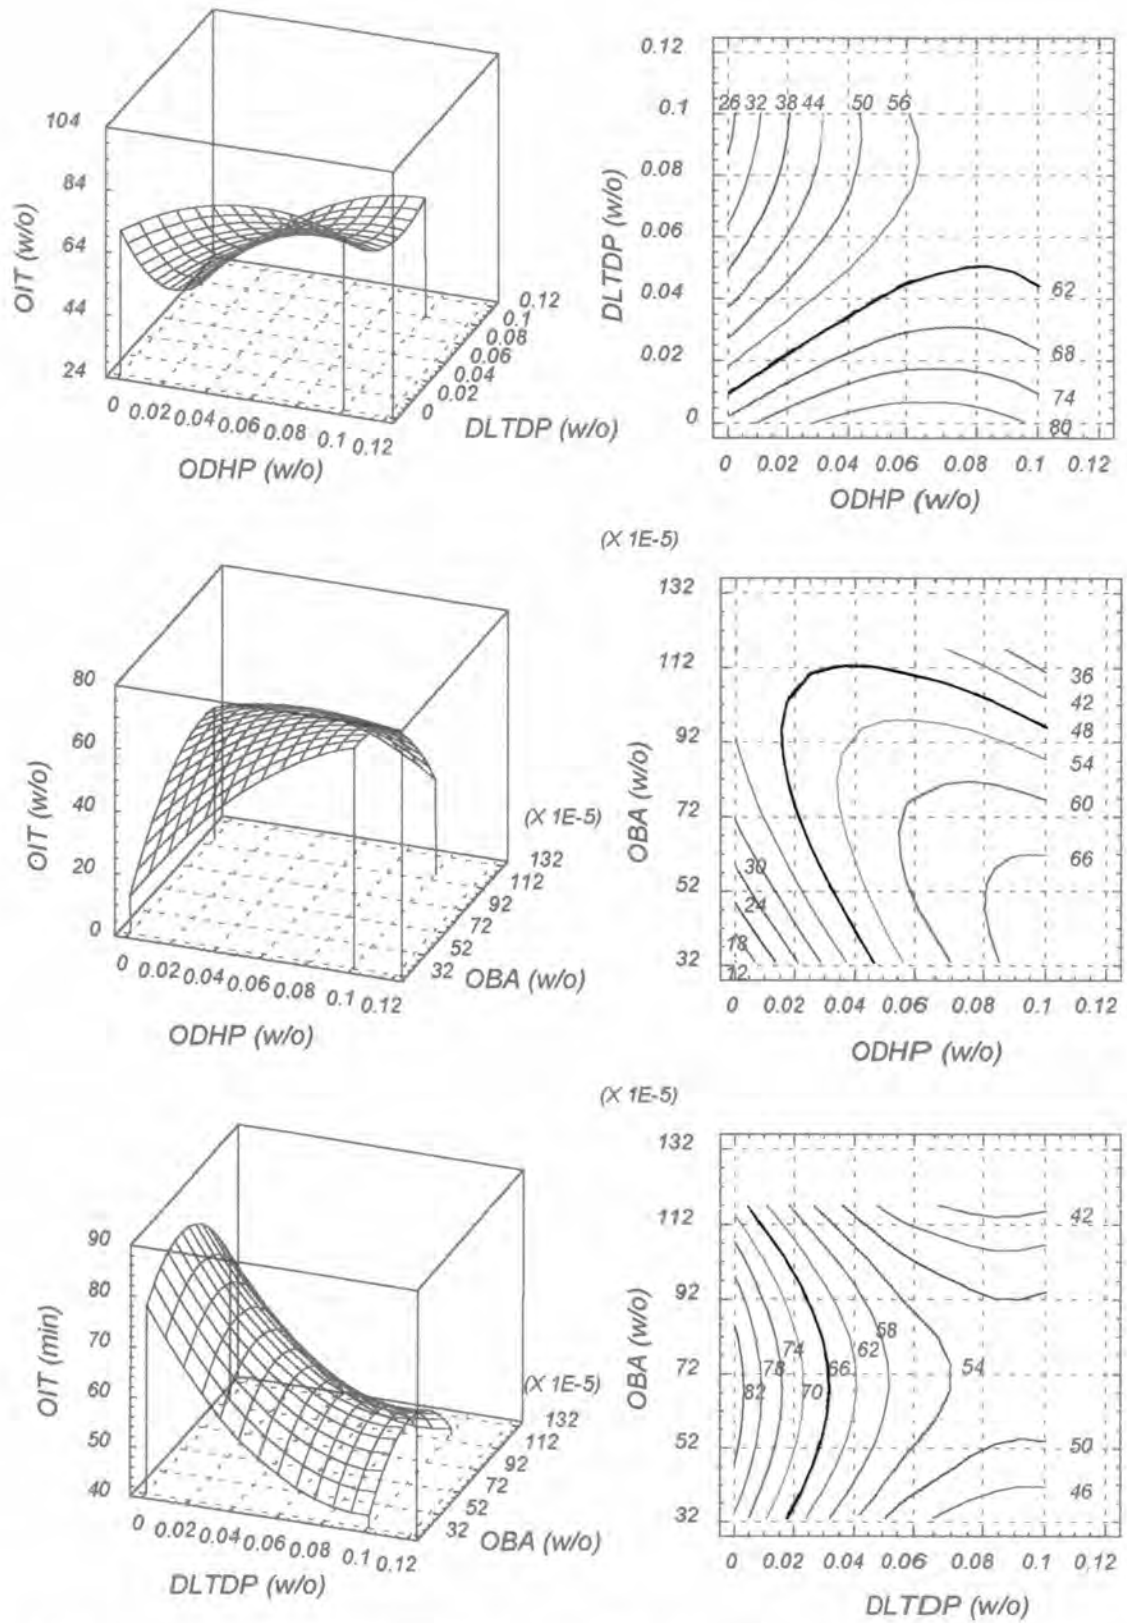 104
84
64
44
24
OIT (w/o)
0 0.02 0.04 0.06 0.08 0.1 0.12
ODHP (w/o)
0.12
0.1
0.08
0.06
0.04
0.02
0
DLTDP (w/o)
0.12
0.1
0.08
0.06
0.04
0.02
0
DLTDP (w/o)
26 32 38 44 50 56
62
68
74
80
0 0.02 0.04 0.06 0.08 0.1 0.12
ODHP (w/o)
80
60
40
20
0
OIT (w/o)
0 0.02 0.04 0.06 0.08 0.1 0.12
ODHP (w/o)
(X 1E-5)
132
112
92
72
52
32
OBA (w/o)
(X 1E-5)
132
112
92
72
52
32
OBA (w/o)
36
42
48
54
60
66
30
24
18
12
0 0.02 0.04 0.06 0.08 0.1 0.12
ODHP (w/o)
90
80
70
60
50
40
OIT (min)
0 0.02 0.04 0.06 0.08 0.1 0.12
DLTDP (w/o)
(X 1E-5)
132
112
92
72
52
32
OBA (w/o)
(X 1E-5)
132
112
92
72
52
32
OBA (w/o)
42
82 78 74 70 66 62 58 54
50
46
0 0.02 0.04 0.06 0.08 0.1 0.12
DLTDP (w/o)